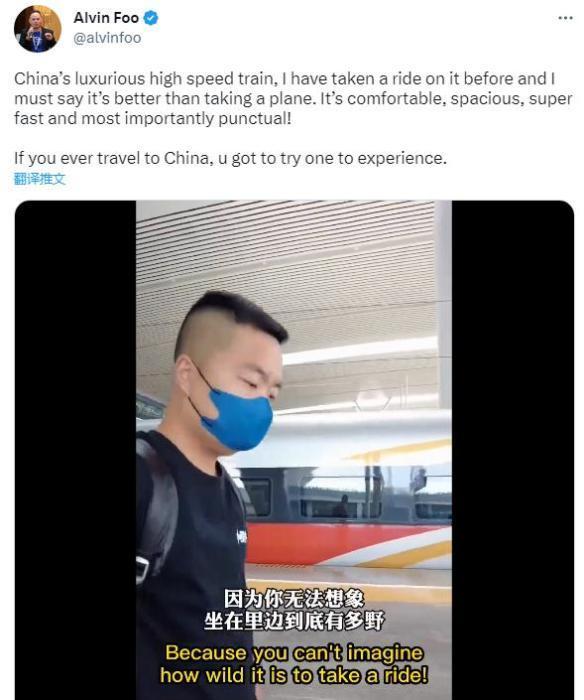 Alvin Foo
@alvinfoo
China’s luxurious high speed train, I have taken a ride on it before and I
must say it’s better than taking a plane. It’s comfortable, spacious, super
fast and most importantly punctual!
If you ever travel to China, u got to try one to experience.
翻译推文
因为你无法想象
坐在里边到底有多野
Because you can't imagine
how wild it is to take a ride!